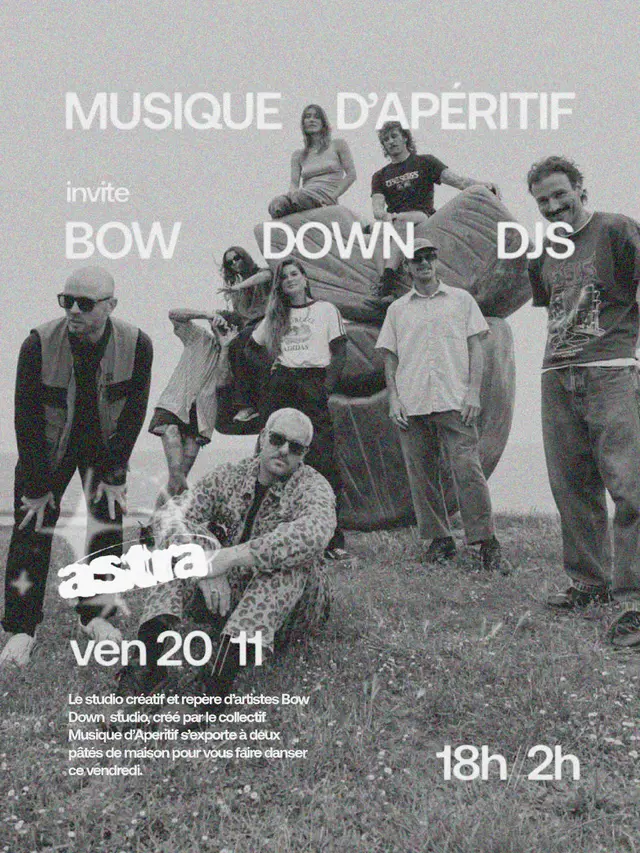 MUSIQUE D'APÉRITIF
invite
BOW DOWN DJS
astra
ven 20/11
Le studio créatif et repère d'artistes Bow
Down studio, créé par le collectif
Musique d'Aperitif s'exporte à deux
pâtés de maison pour vous faire danser
ce vendredi.
18h/2h